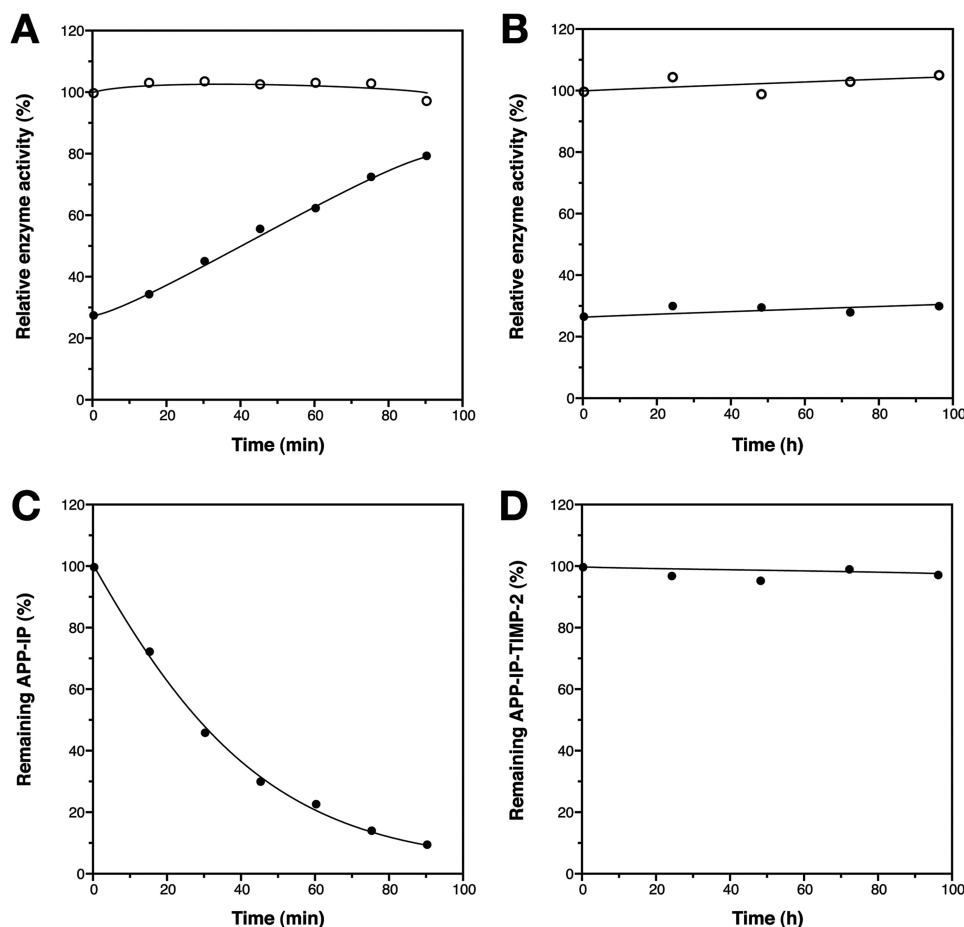 A
Relative enzyme activity (%)
120
100
80
60
40
20
0
0 20 40 60 80 100
Time (min)
B
Relative enzyme activity (%)
120
100
80
60
40
20
0
0 20 40 60 80 100
Time (h)
C
Remaining APP-IP (%)
120
100
80
60
40
20
0
0 20 40 60 80 100
Time (min)
D
Remaining APP-IP-TIMP-2 (%)
120
100
80
60
40
20
0
0 20 40 60 80 100
Time (h)